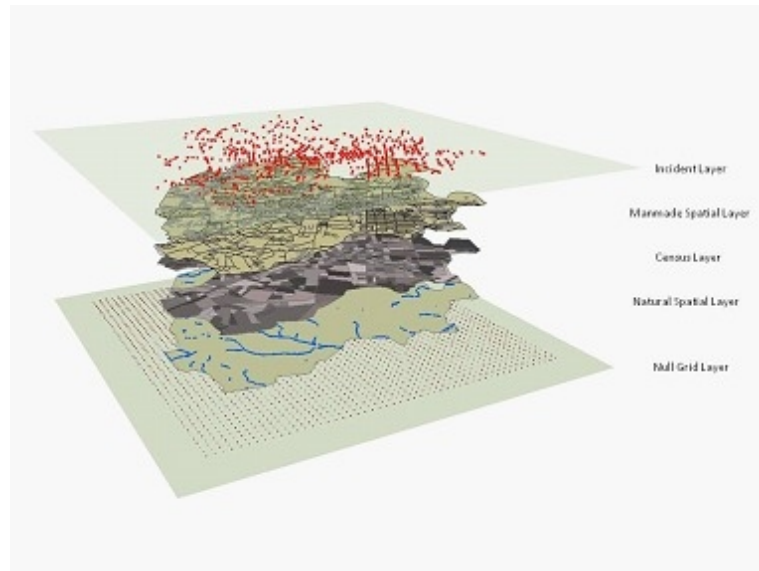 Incident Layer
Manmade Spatial Layer
Census Layer
Natural Spatial Layer
Null Grid Layer